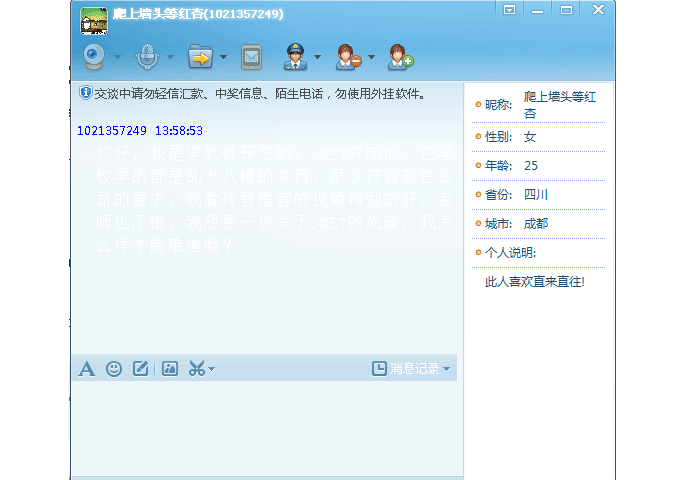 爬上墙头等红杏(1021357249)
交谈中请勿轻信汇款、中奖信息、陌生电话，勿使用外挂软件。
1021357249 13:58:53
你好，我是学软件开发的，.NET方向的，在学
校学的都是乱七八糟的东西，很少符合现在公
司的要求，我看传智播客的视频特别的好，老
师也不错，我想要一份关于.NET的光碟，我怎
么样才能难道呢？
消息记录
昵称: 爬上墙头等红
杏
性别: 女
年龄: 25
省份: 四川
城市: 成都
个人说明:
此人喜欢直来直往!